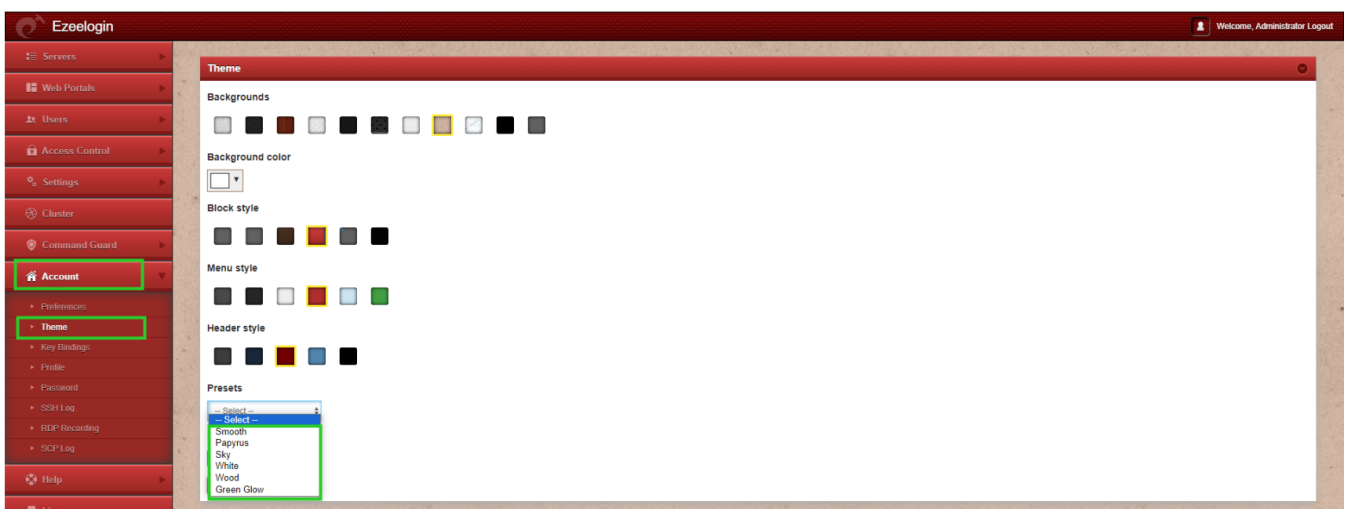 Ezeelogin
Welcome, Administrator Logout
Servers
Web Portals
Users
Access Control
Settings
Cluster
Command Guard
Account
Preferences
Theme
Key Bindings
Profile
Password
SSH Log
RDP Recording
SCP Log
Help
Theme
Backgrounds
Background color
Block style
Menu style
Header style
Presets
-- Select --
-- Select --
Smooth
Papyrus
Sky
White
Wood
Green Glow